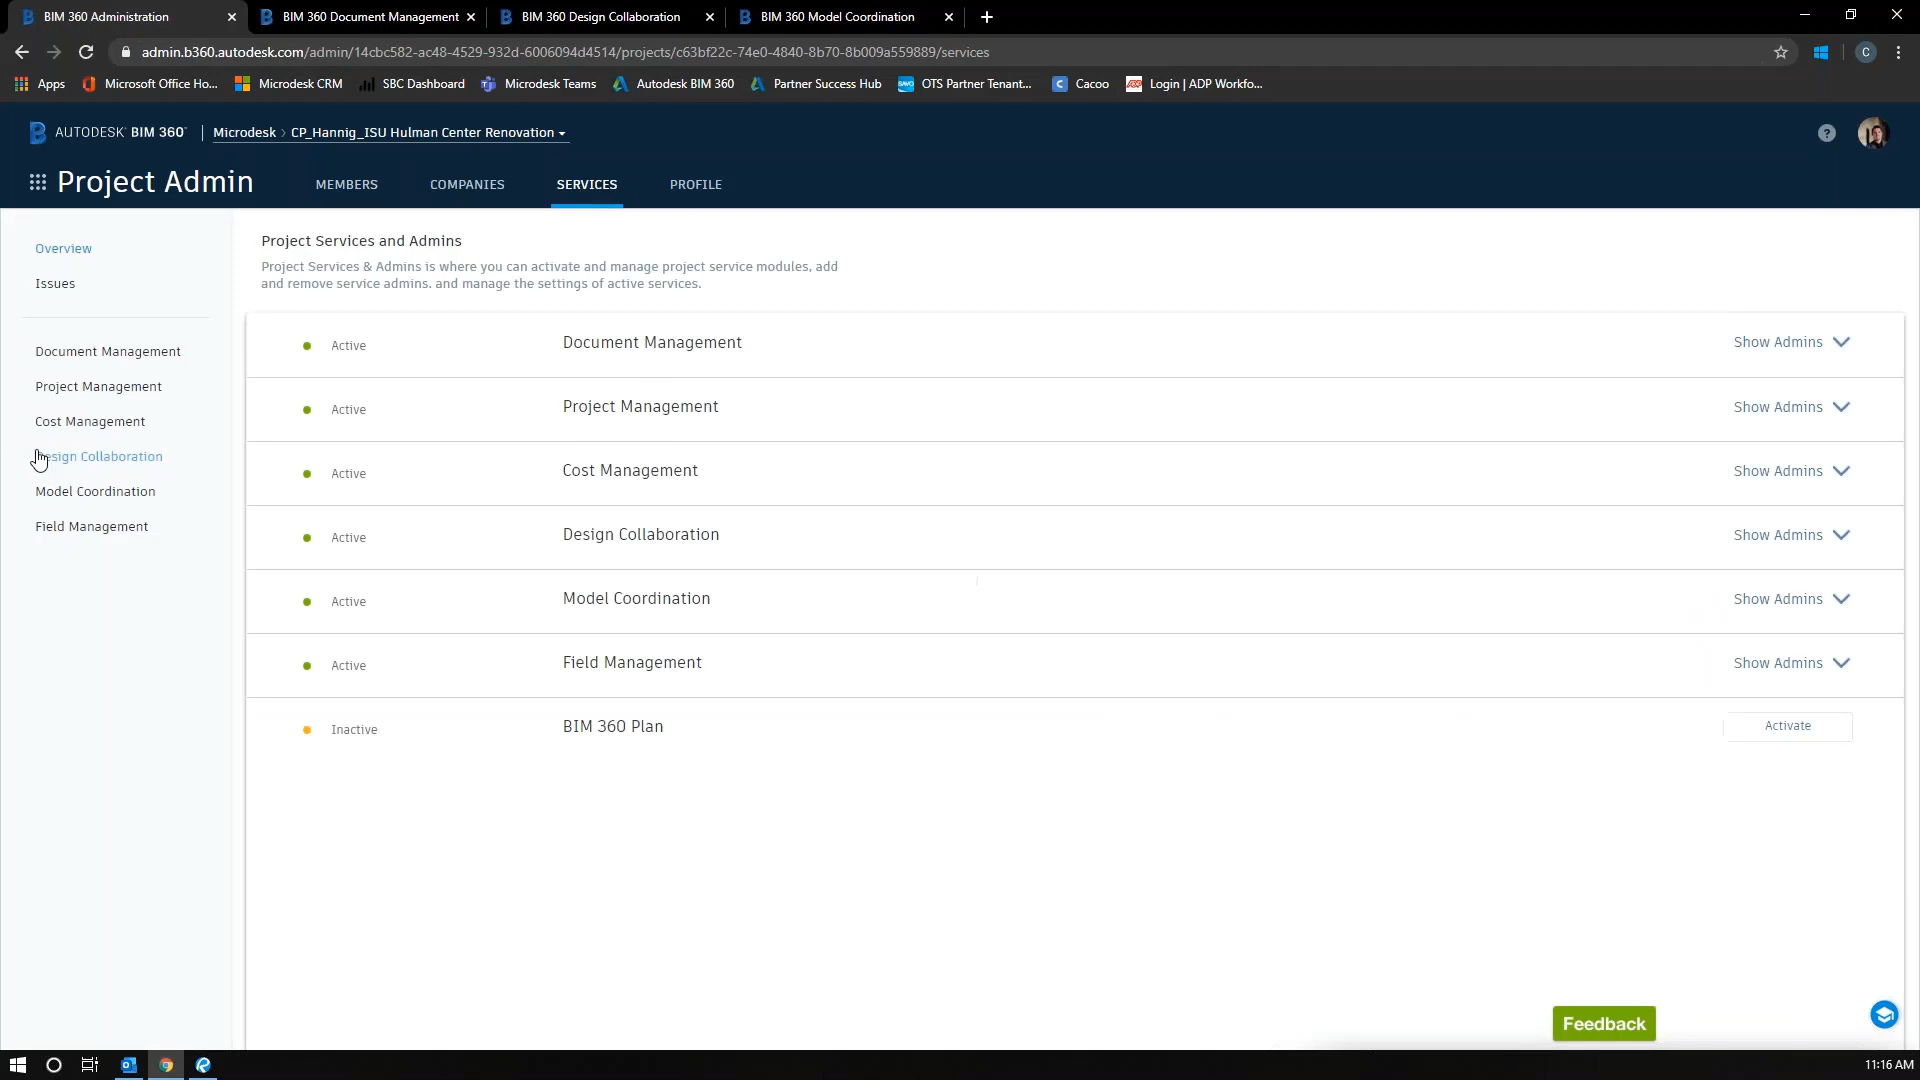 BIM 360 Administration
BIM 360 Document Management
BIM 360 Design Collaboration
BIM 360 Model Coordination
admin.b360.autodesk.com/admin/14cbc582-ac48-4529-932d-6006094d4514/projects/c63bf22c-74e0-4840-8b70-8b009a559889/services
C
Apps
Microsoft Office Ho...
Microdesk CRM
SBC Dashboard
Microdesk Teams
Autodesk BIM 360
Partner Success Hub
OTS Partner Tenant...
Cacoo
Login | ADP Workfo...
AUTODESK® BIM 360™
Microdesk > CP_Hannig_ISU Hulman Center Renovation
?
Project Admin
MEMBERS
COMPANIES
SERVICES
PROFILE
Overview
Issues
Document Management
Project Management
Cost Management
Design Collaboration
Model Coordination
Field Management
Project Services and Admins
Project Services & Admins is where you can activate and manage project service modules, add
and remove service admins. and manage the settings of active services.
Active Document Management Show Admins
Active Project Management Show Admins
Active Cost Management Show Admins
Active Design Collaboration Show Admins
Active Model Coordination Show Admins
Active Field Management Show Admins
Inactive BIM 360 Plan Activate
Feedback
11:16 AM